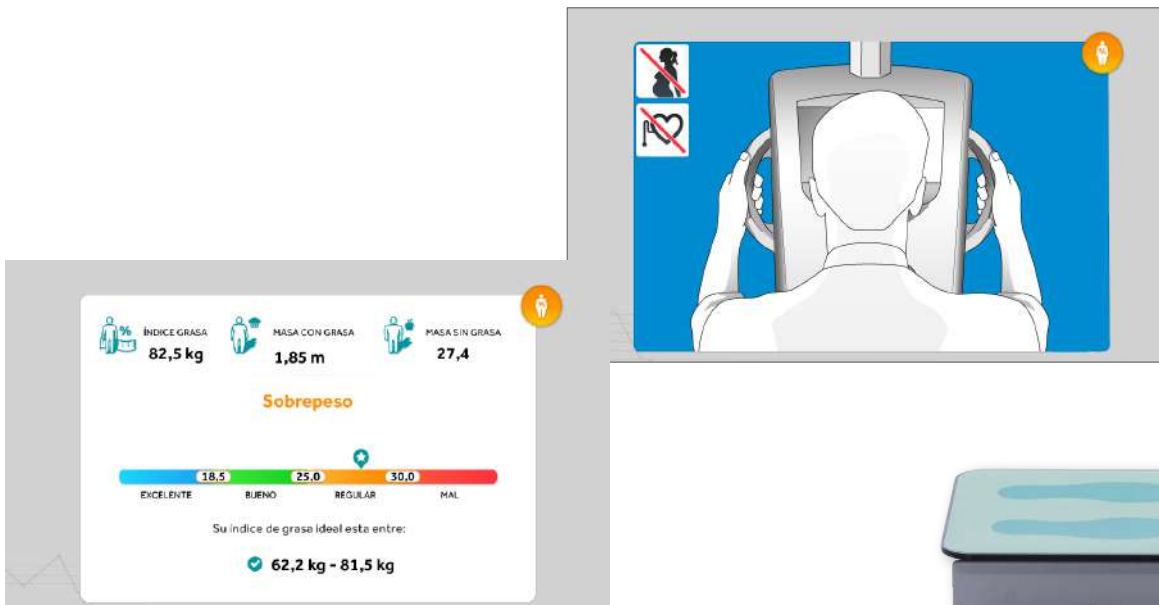 ÍNDICE GRASA
82,5 kg
MASA CON GRASA
1,85 m
MASA SIN GRASA
27,4
Sobrepeso
18,5
25,0
30,0
EXCELENTE
BUENO
REGULAR
MAL
Su índice de grasa ideal esta entre:
62,2 kg - 81,5 kg